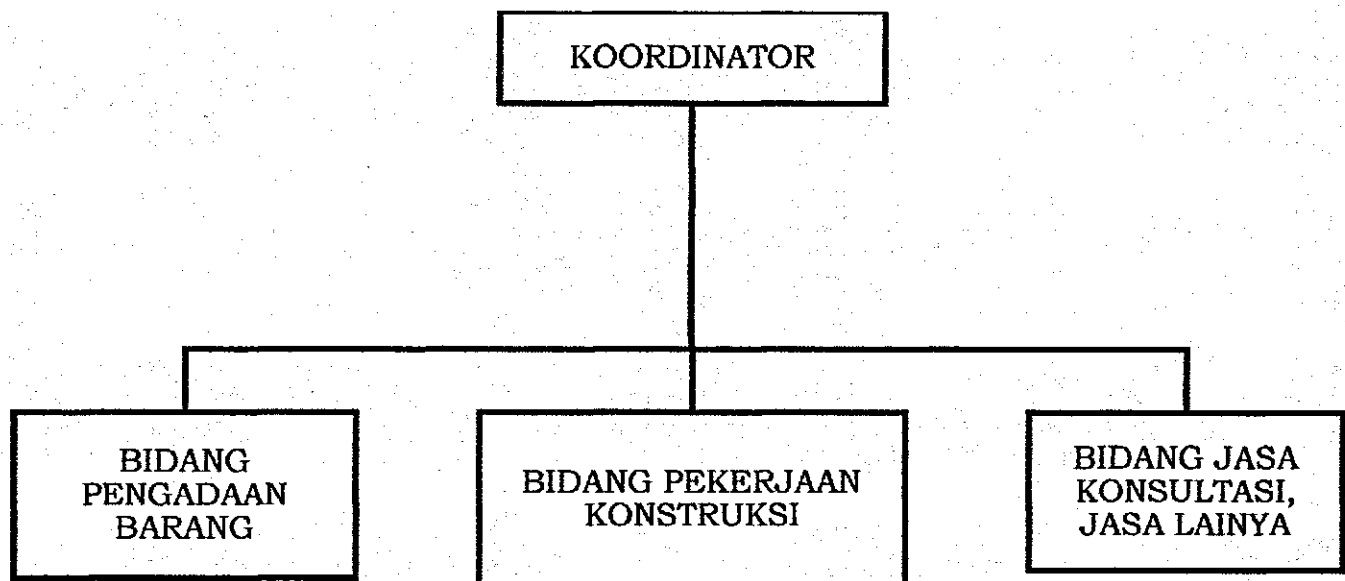 KOORDINATOR
BIDANG
PENGADAAN
BARANG
BIDANG PEKERJAAN
KONSTRUKSI
BIDANG JASA
KONSULTASI,
JASA LAINYA